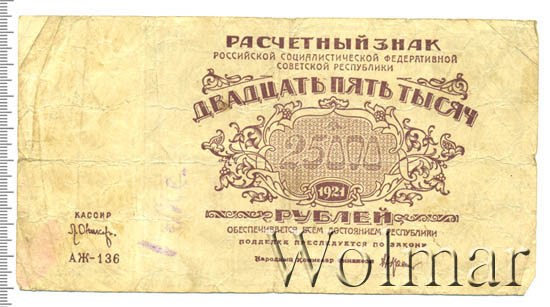 РАСЧЕТНЫЙ ЗНАК
РОССИЙСКОЙ СОЦИАЛИСТИЧЕСКОЙ ФЕДЕРАТИВНОЙ
СОВЕТСКОЙ РЕСПУБЛИКИ
ДВАДЦАТЬ ПЯТЬ ТЫСЯЧ
25000
1921
РУБЛЕЙ
ОБЕСПЕЧИВАЕТСЯ ВСЕМ ДОСТОЯНИЕМ РЕСПУБЛИКИ
ПОДДЕЛКА ПРЕСЛЕДУЕТСЯ ПО ЗАКОНУ
Народный Комиссар финансов
КАССИР
АЖ-136
Wolmar